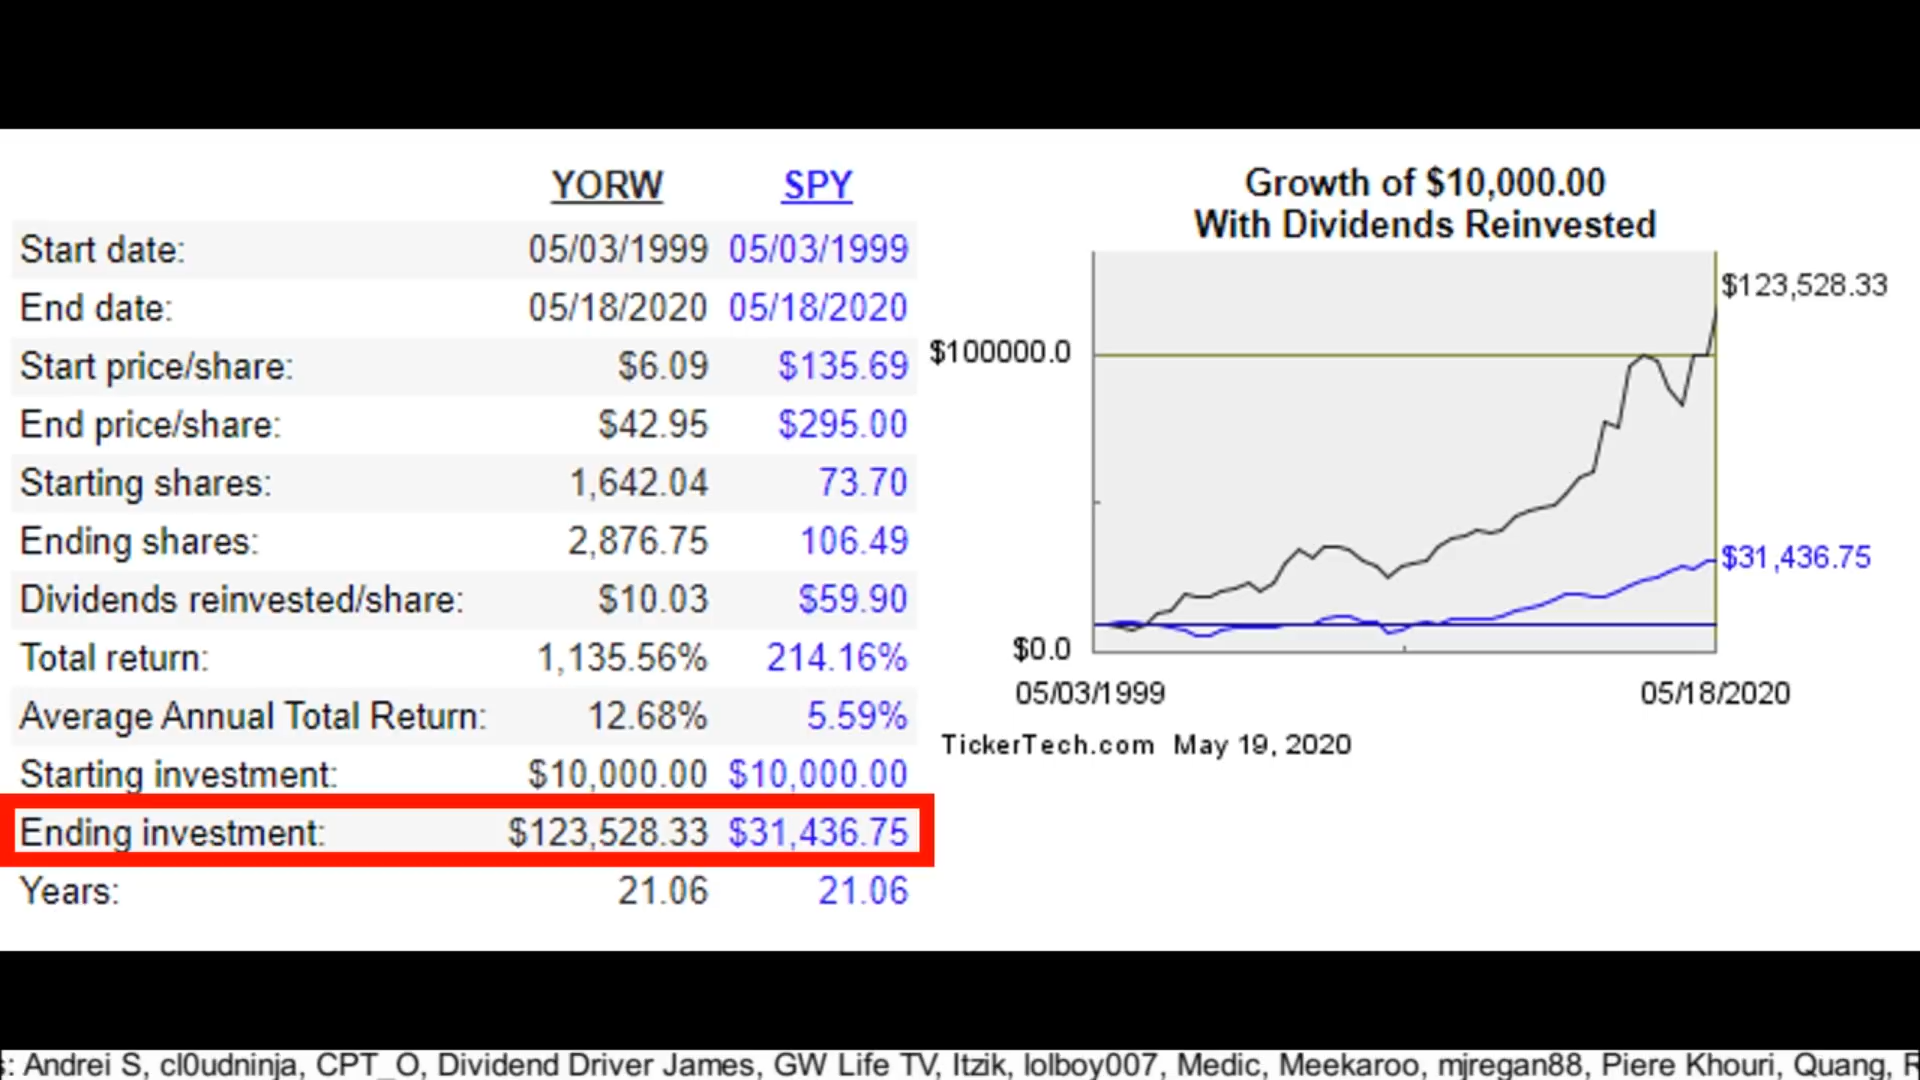 YORW SPY
Start date: 05/03/1999 05/03/1999
End date: 05/18/2020 05/18/2020
Start price/share: $6.09 $135.69
End price/share: $42.95 $295.00
Starting shares: 1,642.04 73.70
Ending shares: 2,876.75 106.49
Dividends reinvested/share: $10.03 $59.90
Total return: 1,135.56% 214.16%
Average Annual Total Return: 12.68% 5.59%
Starting investment: $10,000.00 $10,000.00
Ending investment: $123,528.33 $31,436.75
Years: 21.06 21.06
Growth of $10,000.00
With Dividends Reinvested
$123,528.33
$100000.0
$31,436.75
$0.0
05/03/1999 05/18/2020
TickerTech.com May 19, 2020
: Andrei S, cl0udninja, CPT_O, Dividend Driver James, GW Life TV, Itzik, lolboy007, Medic, Meekaroo, mjregan88, Piere Khouri, Quang,